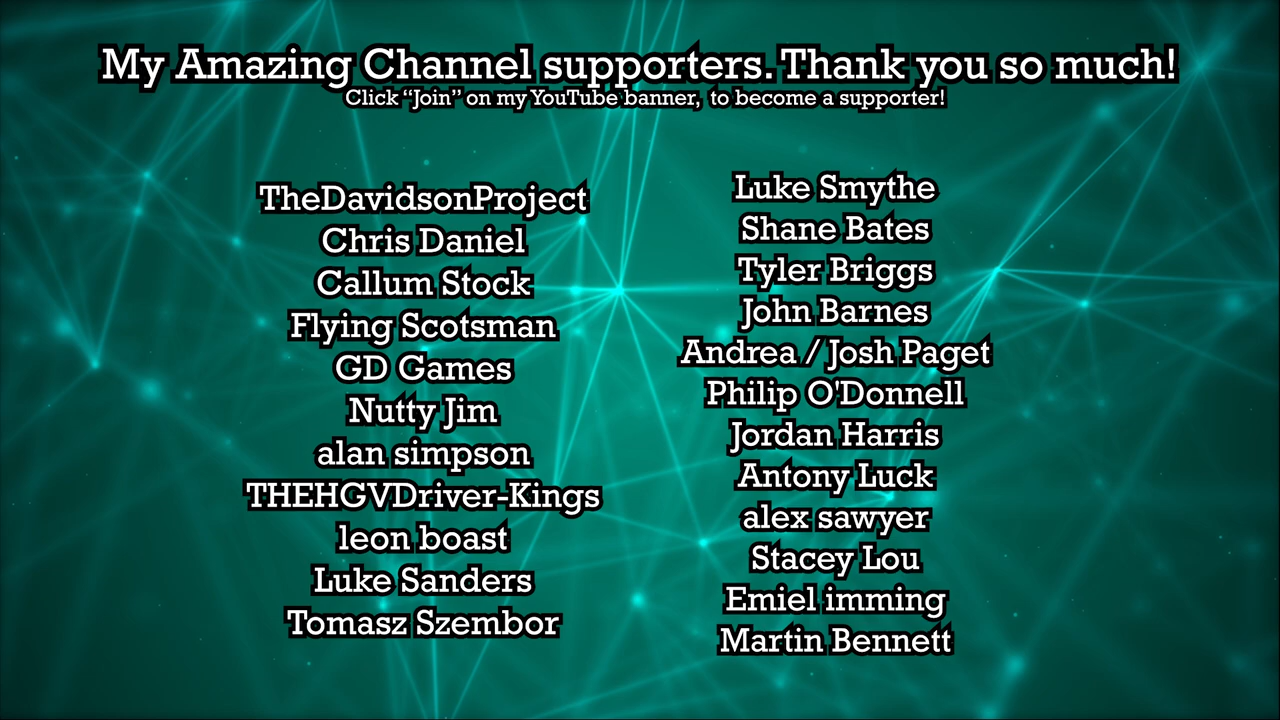 My Amazing Channel supporters. Thank you so much!
Click “Join” on my YouTube banner, to become a supporter!
TheDavidsonProject
Chris Daniel
Callum Stock
Flying Scotsman
GD Games
Nutty Jim
alan simpson
THEHGVDriver-Kings
leon boast
Luke Sanders
Tomasz Szembor
Luke Smythe
Shane Bates
Tyler Briggs
John Barnes
Andrea / Josh Paget
Philip O'Donnell
Jordan Harris
Antony Luck
alex sawyer
Stacey Lou
Emiel imming
Martin Bennett